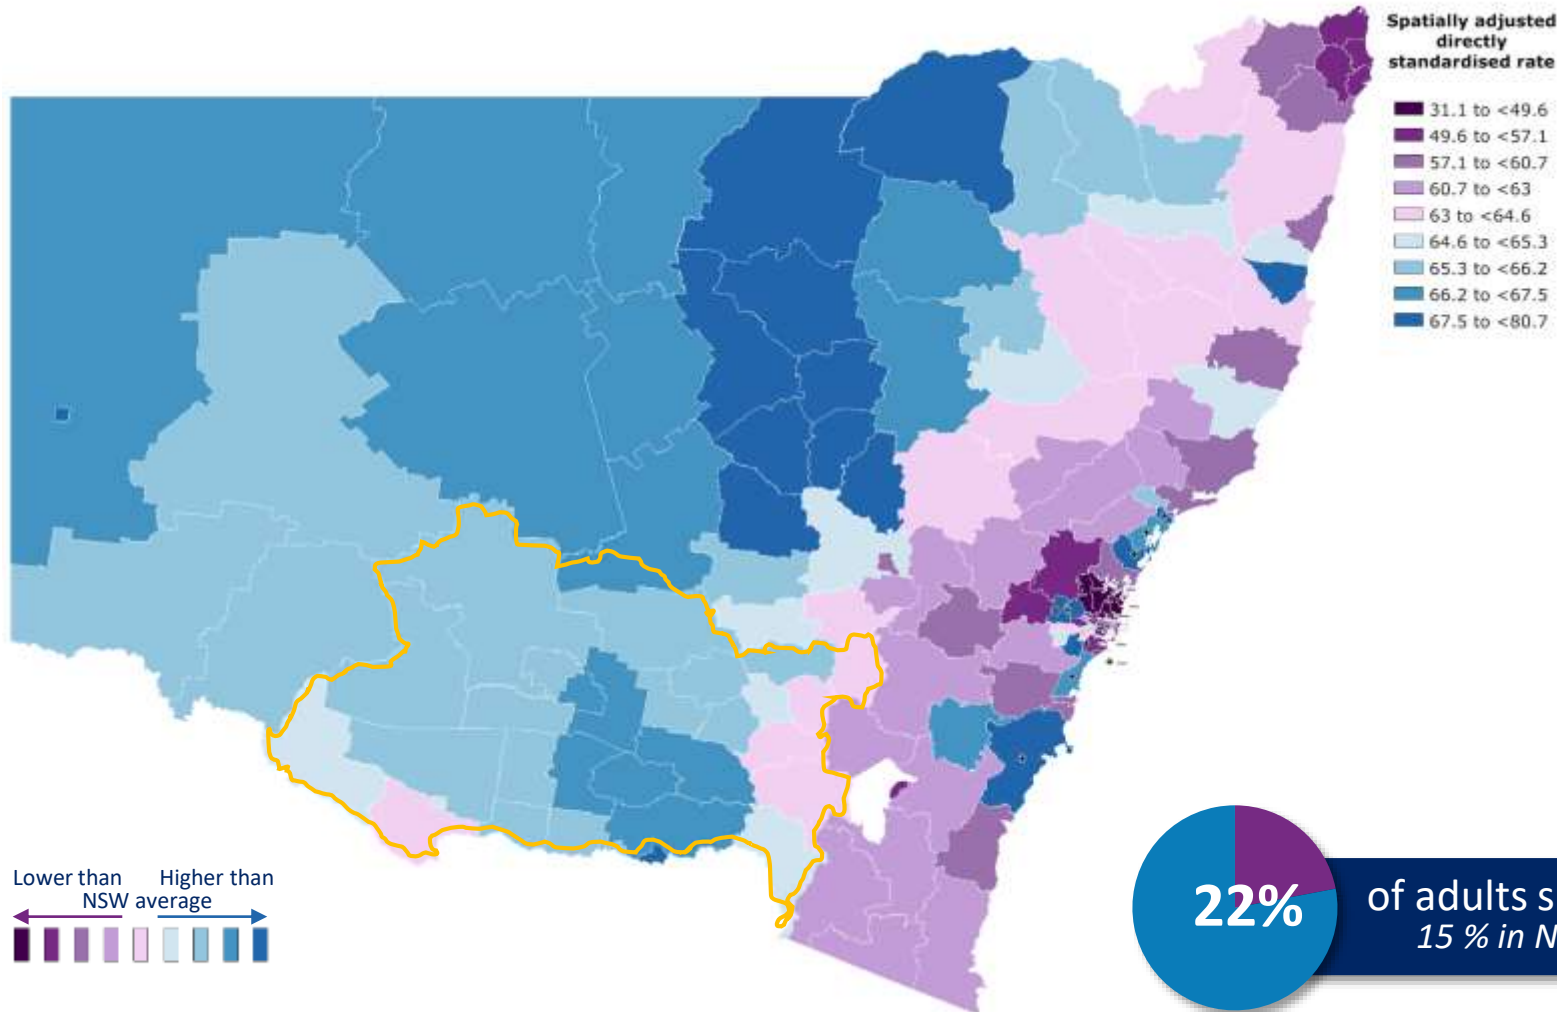 Spatially adjusted
directly
standardised rate
31.1 to <49.6
49.6 to <57.1
57.1 to <60.7
60.7 to <63
63 to <64.6
64.6 to <65.3
65.3 to <66.2
66.2 to <67.5
67.5 to <80.7
Lower than Higher than
NSW average
22%
of adults s
15 % in N